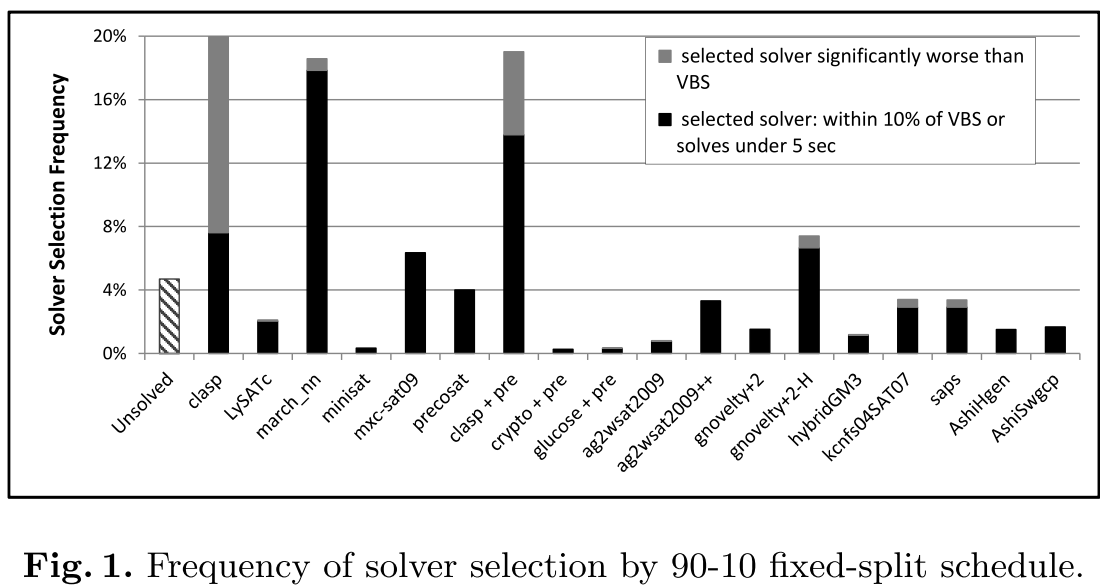 20%
16%
12%
8%
4%
0%
Solver Selection Frequency
selected solver significantly worse than
VBS
selected solver: within 10% of VBS or
solves under 5 sec
Unsolved
clasp
LySATc
march_nn
minisat
mxc-sat09
precosat
clasp + pre
crypto + pre
glucose + pre
ag2wsat2009
ag2wsat2009++
gnovelty+2
gnovelty+2-H
hybridGM3
kcnfs04SAT07
saps
AshiHgen
AshiSwgcp
Fig. 1. Frequency of solver selection by 90-10 fixed-split schedule.